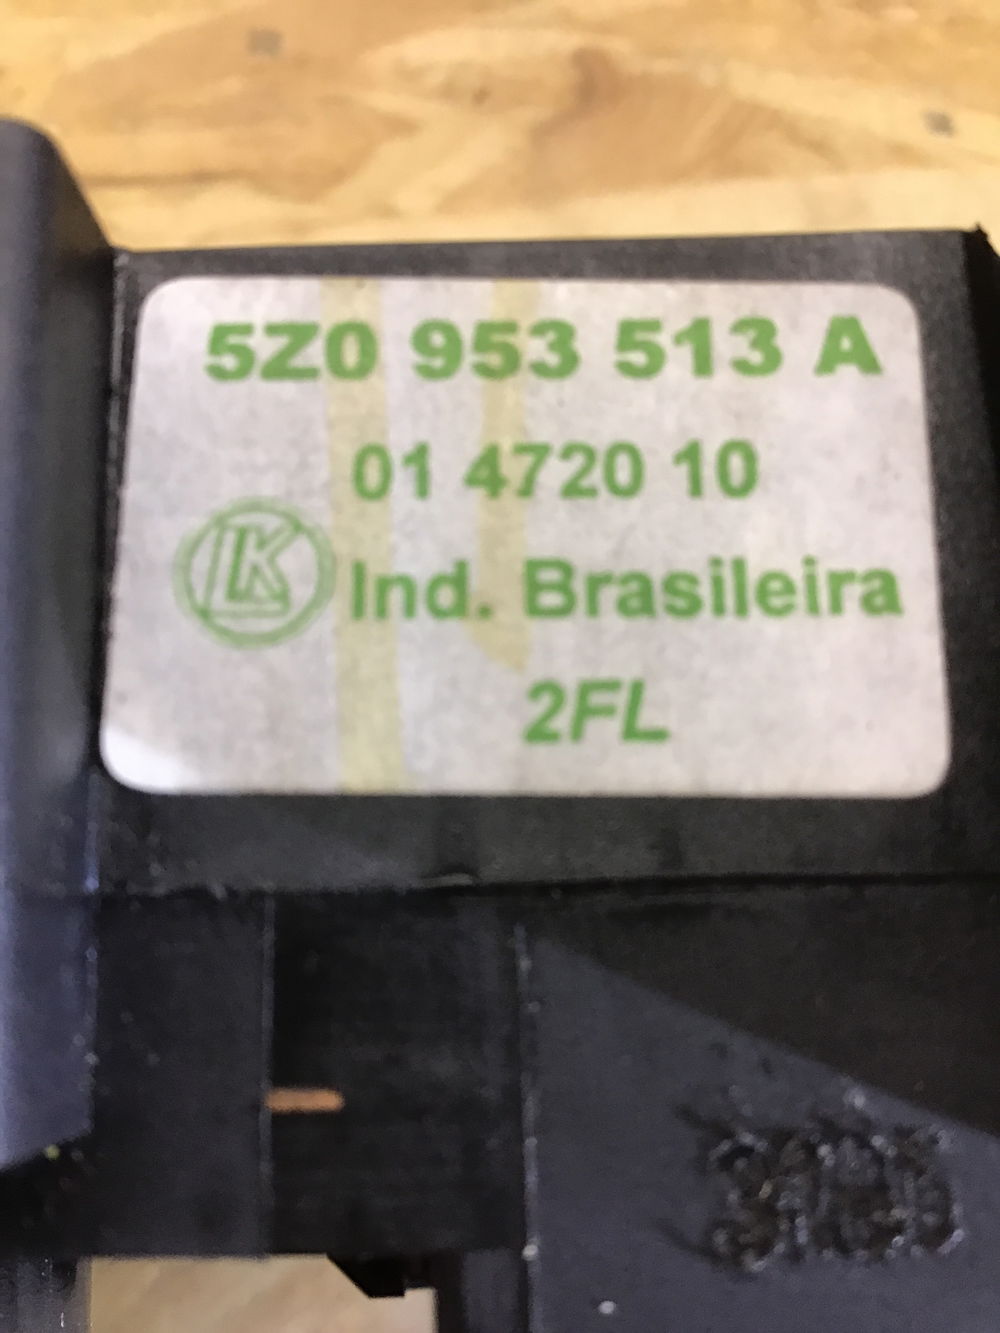 5Z0 953 513 A
01 4720 10
LK Ind. Brasileira
2FL